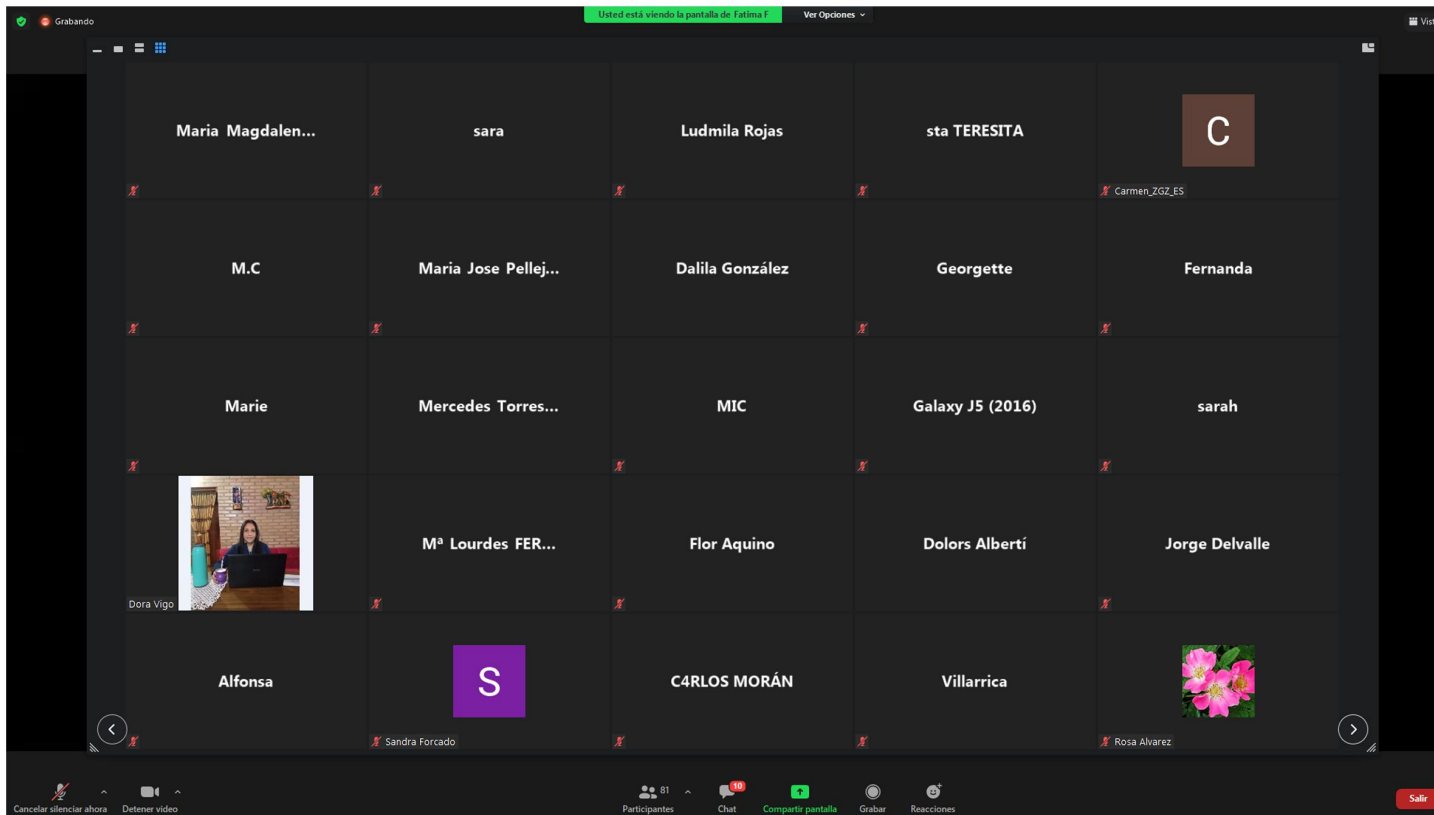 Grabando
Usted está viendo la pantalla de Fatima F
Ver Opciones
Vist
Maria Magdalen...
sara
Ludmila Rojas
sta TERESITA
C
Carmen_ZGZ_ES
M.C
Maria Jose Pellej...
Dalila González
Georgette
Fernanda
Marie
Mercedes Torres...
MIC
Galaxy J5 (2016)
sarah
Dora Vigo
Mª Lourdes FER...
Flor Aquino
Dolors Albertí
Jorge Delvalle
Alfonsa
S
Sandra Forcado
C4RLOS MORÁN
Villarrica
Rosa Alvarez
Cancelar silenciar ahora
Detener video
81
Participantes
10
Chat
Compartir pantalla
Grabar
Reacciones
Salir